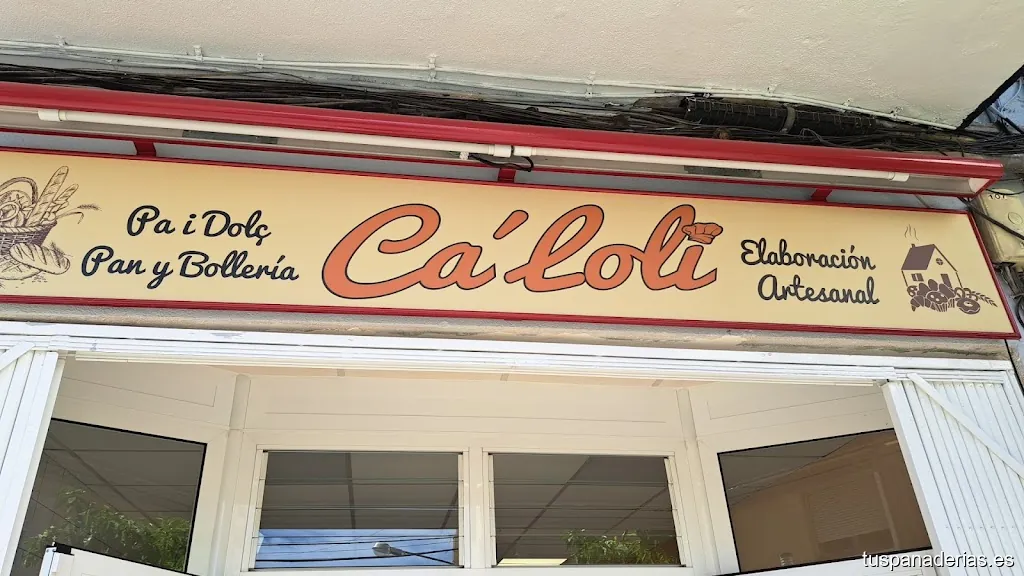 Pa i Dolç
Pan y Bollería
Ca´Loli
Elaboración
Artesanal
tuspanaderias.es